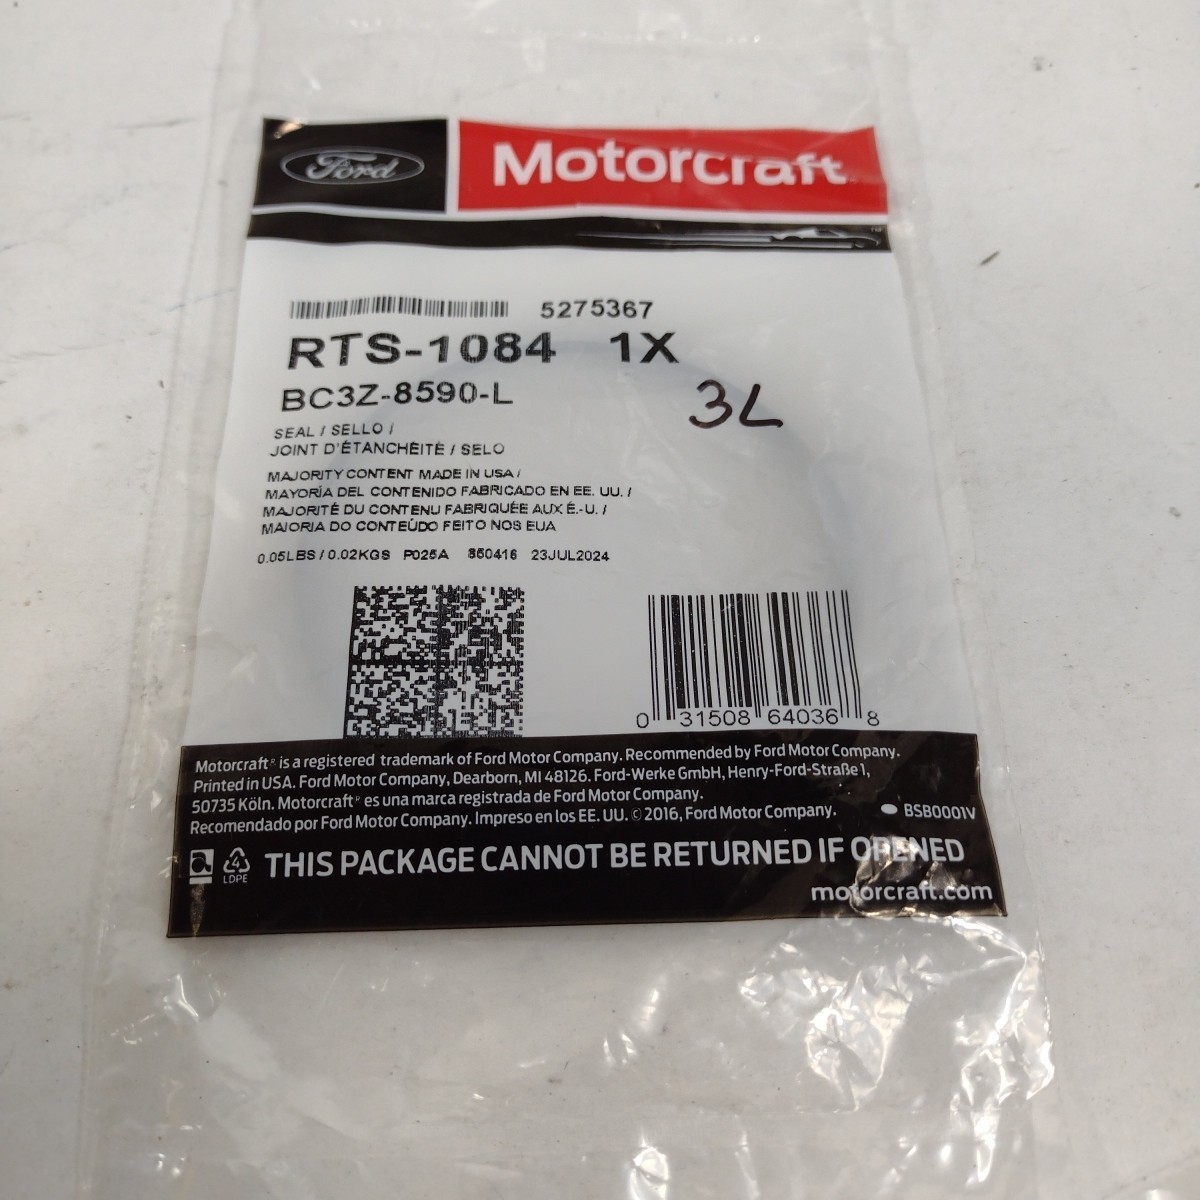 Ford
Motorcraft
TM
5275367
RTS-1084 1X
BC3Z-8590-L
3L
SEAL / SELLO /
JOINT D'ÉTANCHÉITÉ / SELO
MAJORITY CONTENT MADE IN USA /
MAYORÍA DEL CONTENIDO FABRICADO EN EE. UU. /
MAJORITÉ DU CONTENU FABRIQUÉE AUX É.-U. /
MAIORIA DO CONTEÚDO FEITO NOS EUA
0.05LBS / 0.02KGS P025A 850416 23JUL2024
0 31508 64036 8
Motorcraft® is a registered trademark of Ford Motor Company. Recommended by Ford Motor Company.
Printed in USA. Ford Motor Company, Dearborn, MI 48126. Ford-Werke GmbH, Henry-Ford-Straße 1,
50735 Köln. Motorcraft® es una marca registrada de Ford Motor Company.
Recomendado por Ford Motor Company. Impreso en los EE. UU. © 2016, Ford Motor Company.
BSB0001V
4
LDPE
THIS PACKAGE CANNOT BE RETURNED IF OPENED
motorcraft.com